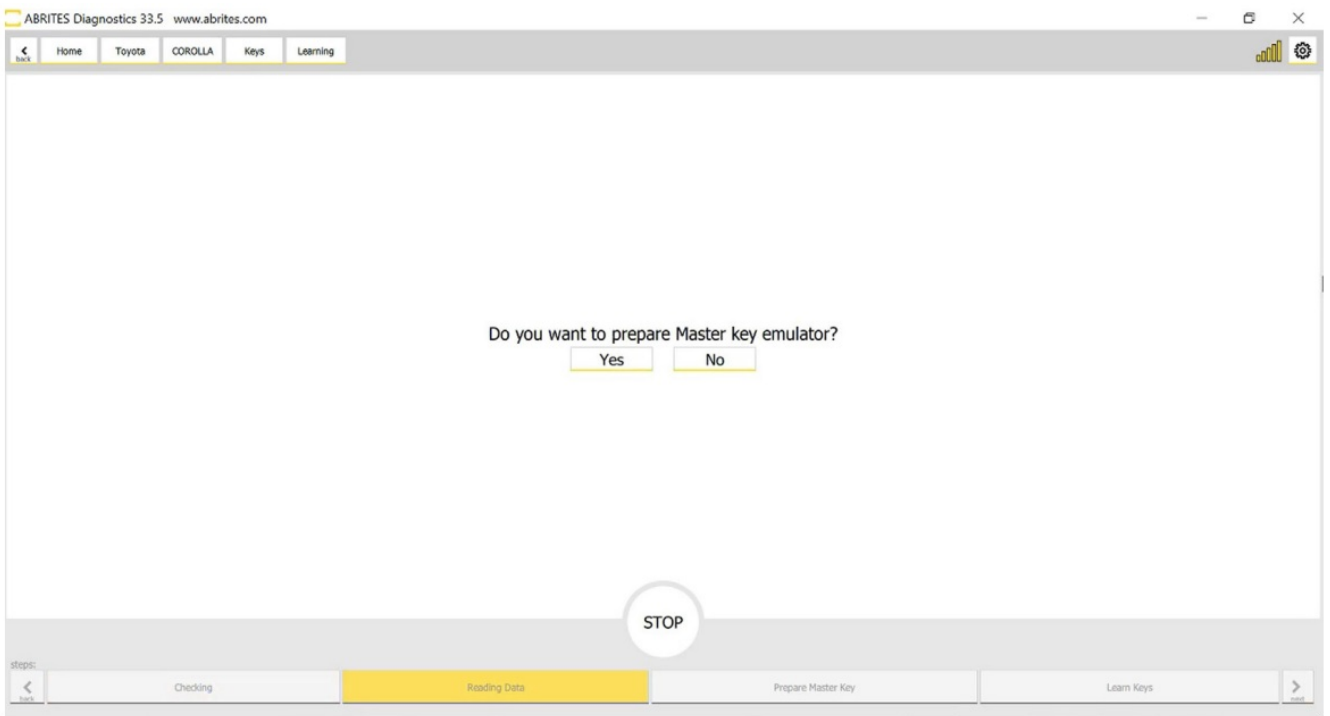 ABRITES Diagnostics 33.5 www.abrites.com
back Home Toyota COROLLA Keys Learning
Do you want to prepare Master key emulator?
Yes No
STOP
steps:
back Checking Reading Data Prepare Master Key Learn Keys next